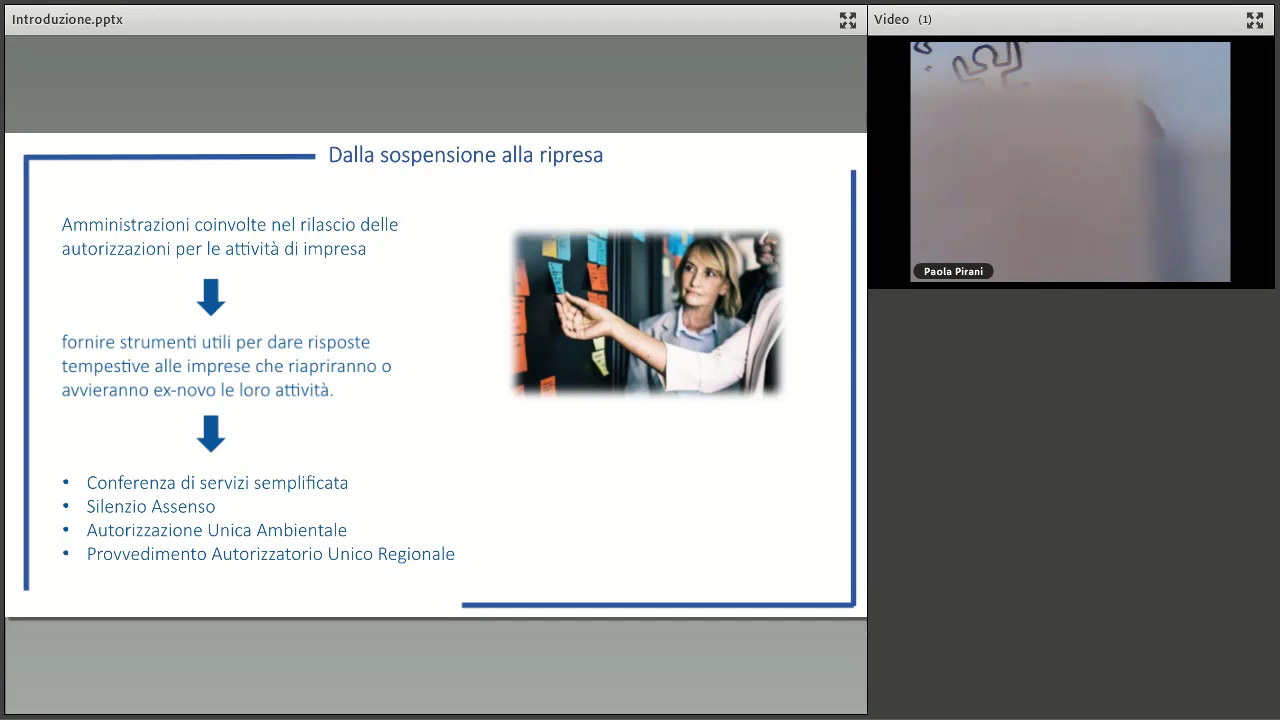 Introduzione.pptx
Video (1)
Dalla sospensione alla ripresa
Amministrazioni coinvolte nel rilascio delle
autorizzazioni per le attività di impresa
fornire strumenti utili per dare risposte
tempestive alle imprese che riapriranno o
avvieranno ex-novo le loro attività.
• Conferenza di servizi semplificata
• Silenzio Assenso
• Autorizzazione Unica Ambientale
• Provvedimento Autorizzatorio Unico Regionale
Paola Pirani